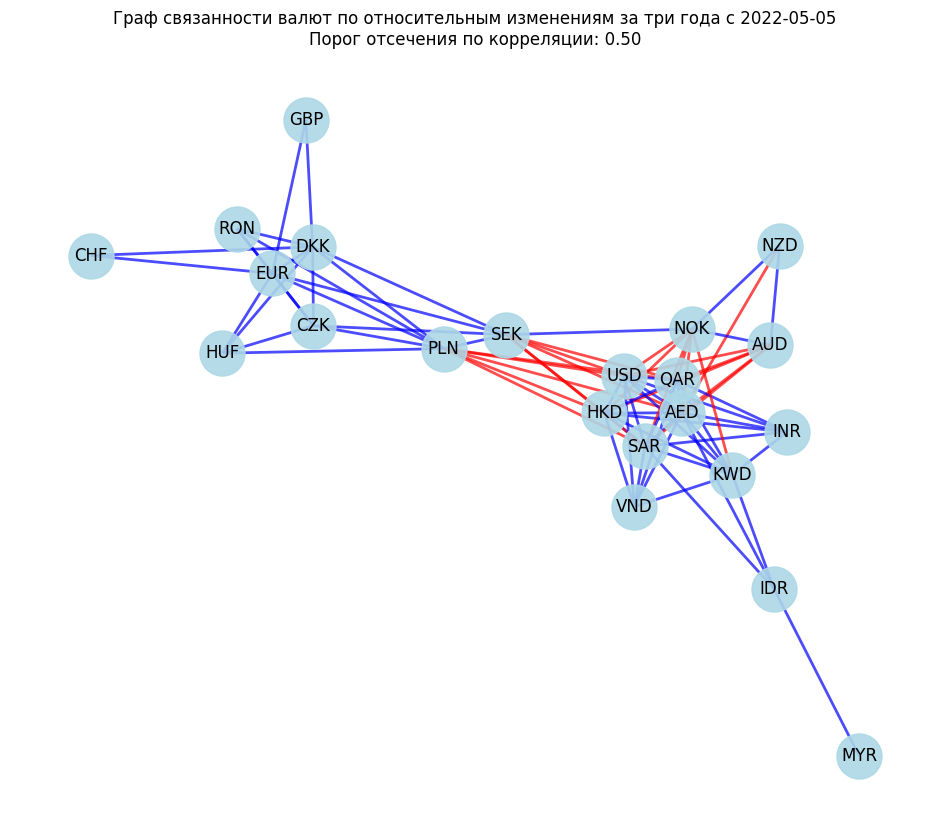 Граф связанности валют по относительным изменениям за три года с 2022-05-05
Порог отсечения по корреляции: 0.50
GBP
RON
DKK
NZD
CHF
EUR
CZK
NOK
SEK
AUD
PLN
HUF
USD
QAR
HKD
AED
INR
SAR
KWD
VND
IDR
MYR